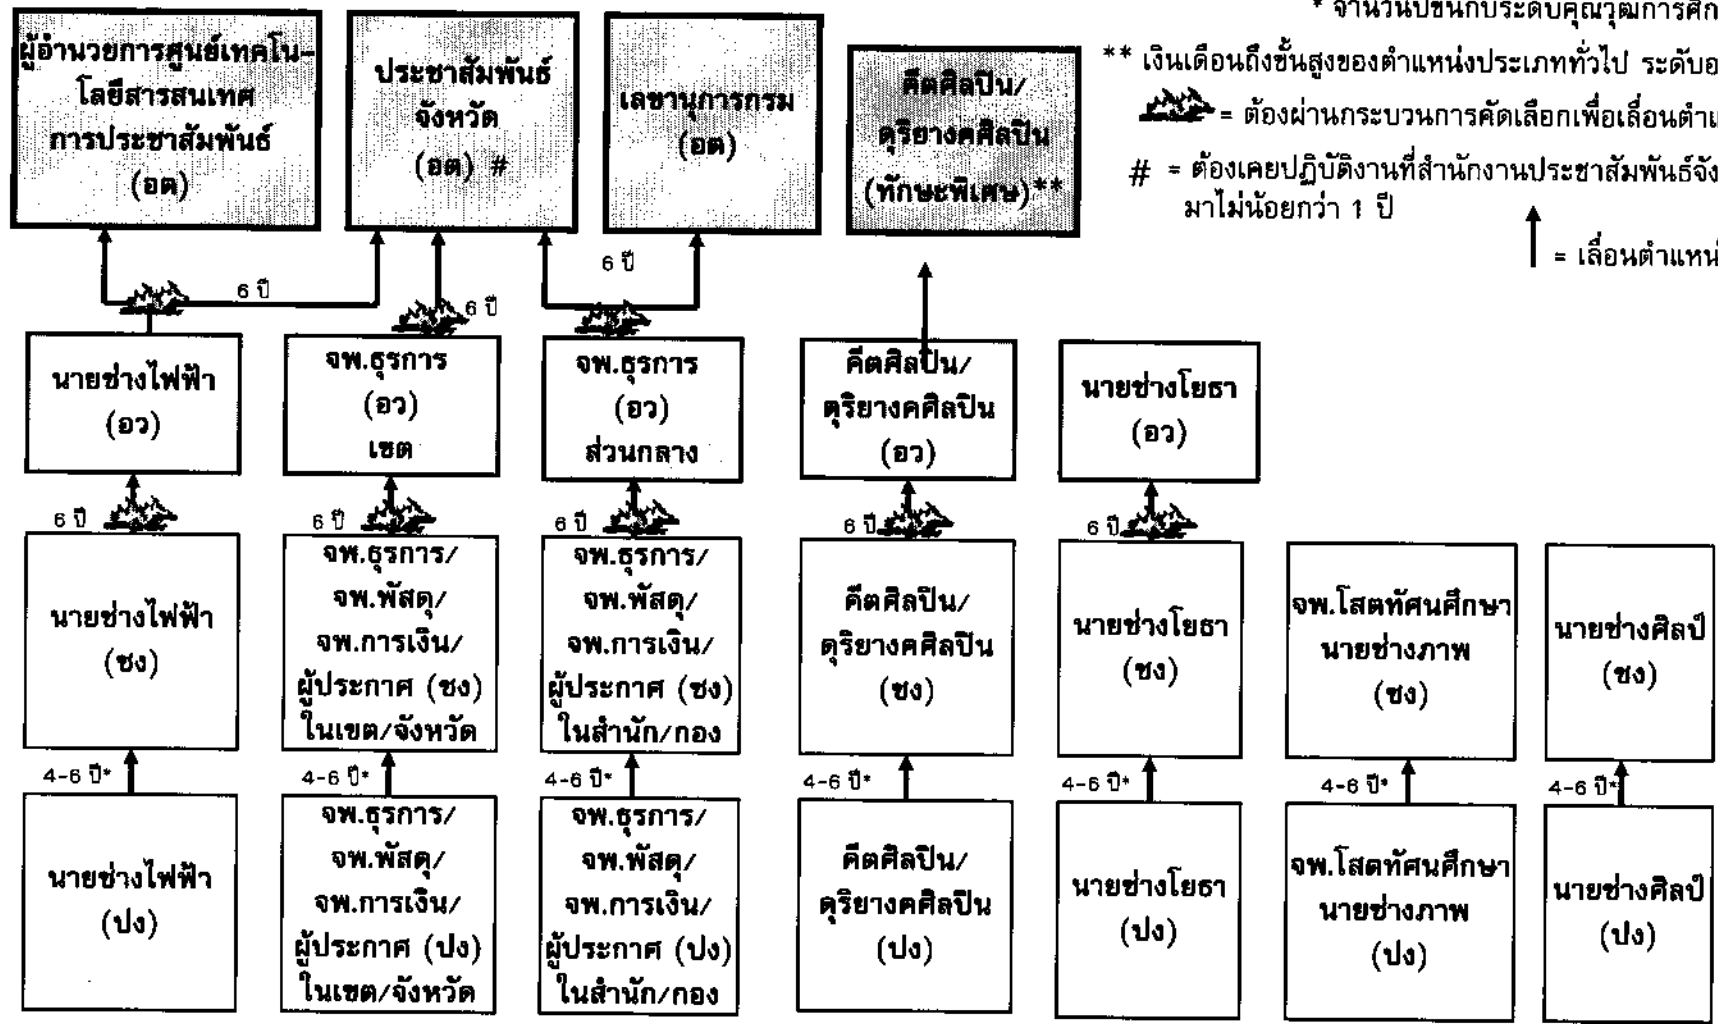 ผู้อำนวยการศูนย์เทคโน-
โลยีสารสนเทศ
การประชาสัมพันธ์
(อต)
ประชาสัมพันธ์
จังหวัด
(อต) #
เลขานุการกรม
(อต)
คีตศิลปิน/
ดุริยางคศิลปิน
(ทักษะพิเศษ)**
* จำนวนปีขึ้นกับระดับคุณวุฒิการศึก
** เงินเดือนถึงขั้นสูงของตำแหน่งประเภททั่วไป ระดับอ
= ต้องผ่านกระบวนการคัดเลือกเพื่อเลื่อนตำแ
# = ต้องเคยปฏิบัติงานที่สำนักงานประชาสัมพันธ์จัง
มาไม่น้อยกว่า 1 ปี
= เลื่อนตำแหน่
6 ปี
6 ปี
6 ปี
นายช่างไฟฟ้า
(อว)
จพ.ธุรการ
(อว)
เขต
จพ.ธุรการ
(อว)
ส่วนกลาง
คีตศิลปิน/
ดุริยางคศิลปิน
(อว)
นายช่างโยธา
(อว)
6 ปี
6 ปี
6 ปี
6 ปี
6 ปี
นายช่างไฟฟ้า
(ชง)
จพ.ธุรการ/
จพ.พัสดุ/
จพ.การเงิน/
ผู้ประกาศ (ชง)
ในเขต/จังหวัด
จพ.ธุรการ/
จพ.พัสดุ/
จพ.การเงิน/
ผู้ประกาศ (ชง)
ในสำนัก/กอง
คีตศิลปิน/
ดุริยางคศิลปิน
(ชง)
นายช่างโยธา
(ชง)
จพ.โสตทัศนศึกษา
นายช่างภาพ
(ชง)
นายช่างศิลป์
(ชง)
4-6 ปี*
4-6 ปี*
4-6 ปี*
4-6 ปี*
4-6 ปี*
4-6 ปี*
4-6 ปี*
นายช่างไฟฟ้า
(ปง)
จพ.ธุรการ/
จพ.พัสดุ/
จพ.การเงิน/
ผู้ประกาศ (ปง)
ในเขต/จังหวัด
จพ.ธุรการ/
จพ.พัสดุ/
จพ.การเงิน/
ผู้ประกาศ (ปง)
ในสำนัก/กอง
คีตศิลปิน/
ดุริยางคศิลปิน
(ปง)
นายช่างโยธา
(ปง)
จพ.โสตทัศนศึกษา
นายช่างภาพ
(ปง)
นายช่างศิลป์
(ปง)